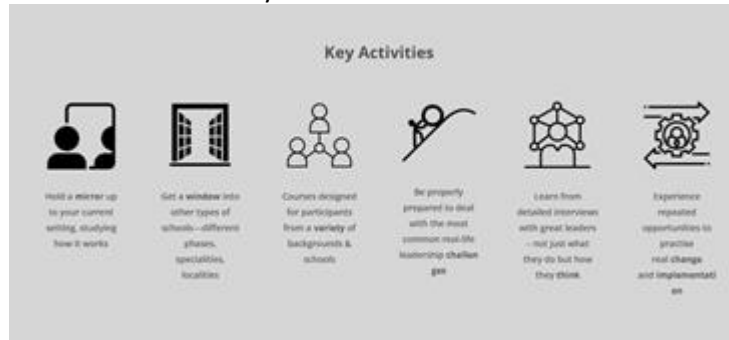 Key Activities
Hold a mirror up
to your current
setting, studying
how it works
Get a window into
other types of
schools—different
phases,
specialities,
localities
Courses designed
for participants
from a variety of
backgrounds &
schools
Be properly
prepared to deal
with the most
common real-life
leadership challen
ges
Learn from
detailed interviews
with great leaders
– not just what
they do but how
they think
Experience
repeated
opportunities to
practise
real change
and implementati
on